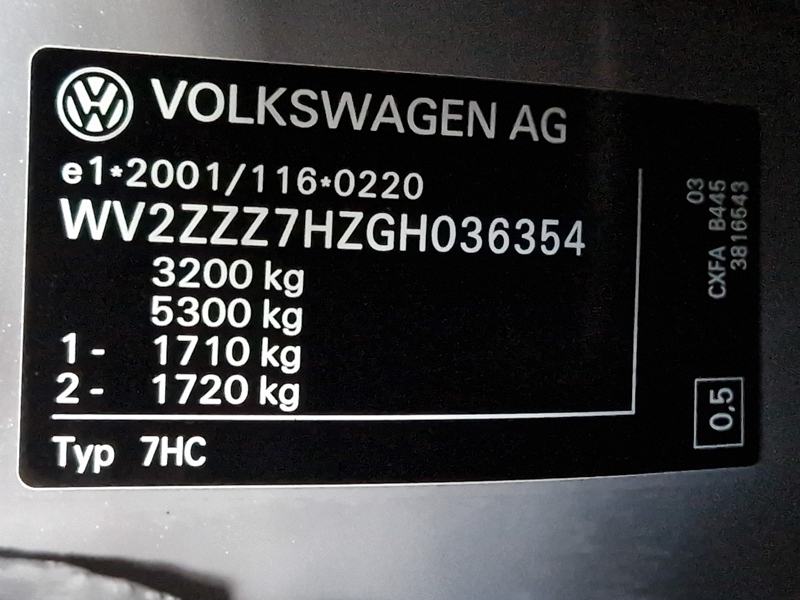 VOLKSWAGEN AG
e1*2001/116*0220
WV2ZZZ7HZGH036354
3200 kg
5300 kg
1- 1710 kg
2- 1720 kg
Typ 7HC
03
CXFA B445
3816543
0,5